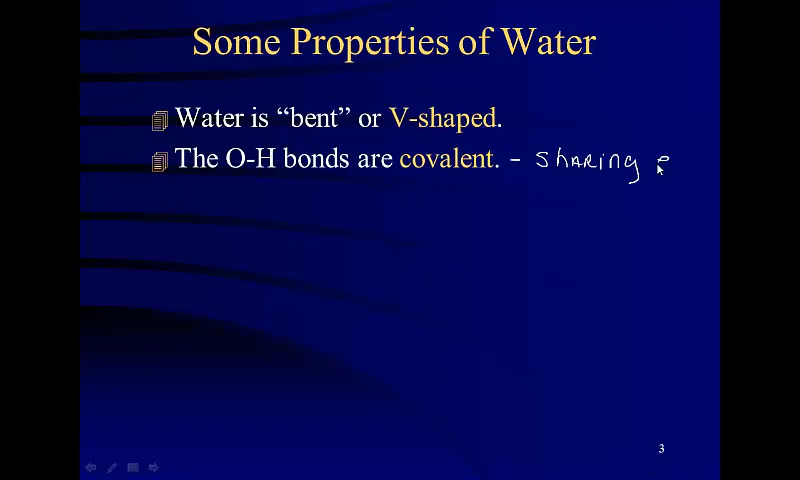 Some Properties of Water
Water is “bent” or V-shaped.
The O-H bonds are covalent. - sharing e
3